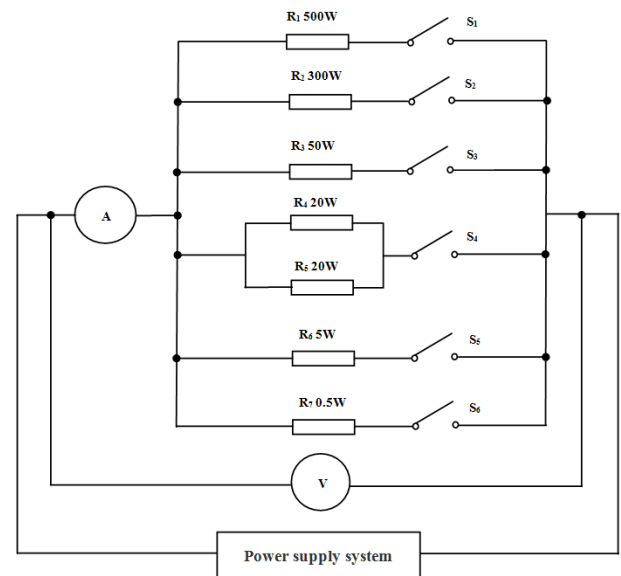 R₁ 500W
S₁
R₂ 300W
S₂
R₃ 50W
S₃
R₄ 20W
A
S₄
R₅ 20W
R₆ 5W
S₅
R₇ 0.5W
S₆
V
Power supply system